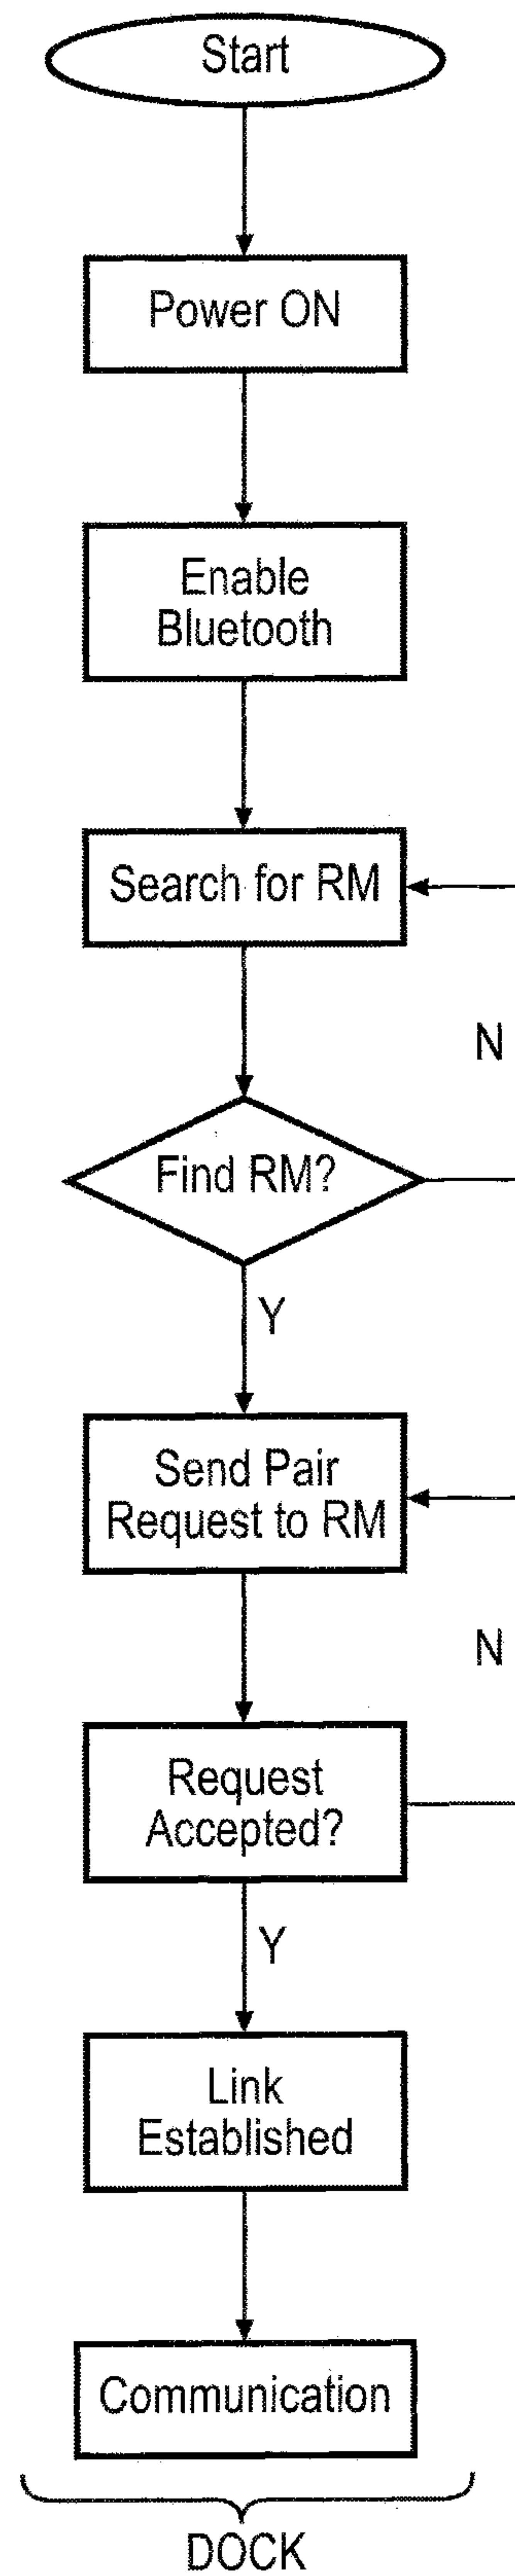 Start
Power ON
Enable
Bluetooth
Search for RM
N
Find RM?
Y
Send Pair
Request to RM
N
Request
Accepted?
Y
Link
Established
Communication
DOCK